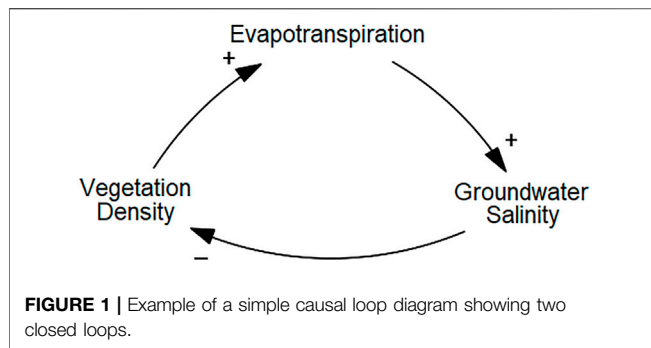 Evapotranspiration
+
+
Vegetation
Density
Groundwater
Salinity
−
FIGURE 1 | Example of a simple causal loop diagram showing two
closed loops.